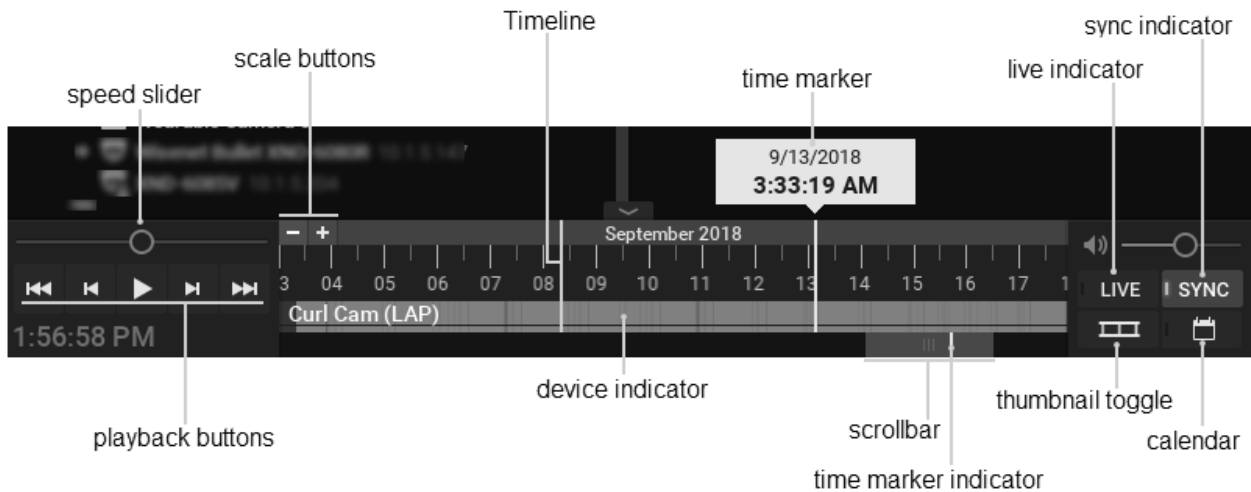 Timeline
sync indicator
scale buttons
time marker
live indicator
speed slider
9/13/2018
3:33:19 AM
- +
September 2018
3 04 05 06 07 08 09 10 11 12 13 14 15 16 17 1
LIVE
SYNC
Curl Cam (LAP)
1:56:58 PM
device indicator
thumbnail toggle
playback buttons
scrollbar
calendar
time marker indicator